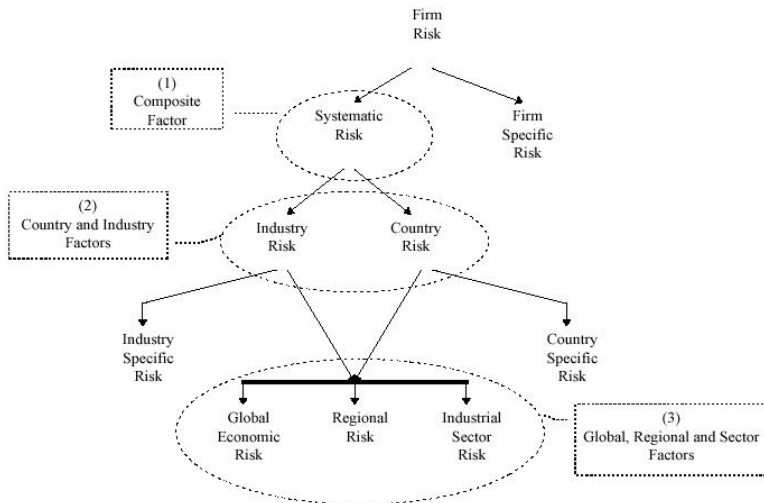 Firm
Risk
(1)
Composite
Factor
Systematic
Risk
Firm
Specific
Risk
(2)
Country and Industry
Factors
Industry
Risk
Country
Risk
Industry
Specific
Risk
Country
Specific
Risk
Global
Economic
Risk
Regional
Risk
Industrial
Sector
Risk
(3)
Global, Regional and Sector
Factors